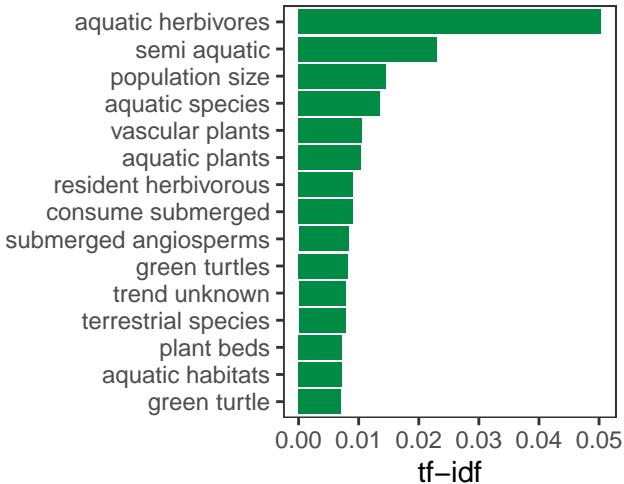 aquatic herbivores
semi aquatic
population size
aquatic species
vascular plants
aquatic plants
resident herbivorous
consume submerged
submerged angiosperms
green turtles
trend unknown
terrestrial species
plant beds
aquatic habitats
green turtle
0.00 0.01 0.02 0.03 0.04 0.05
tf−idf